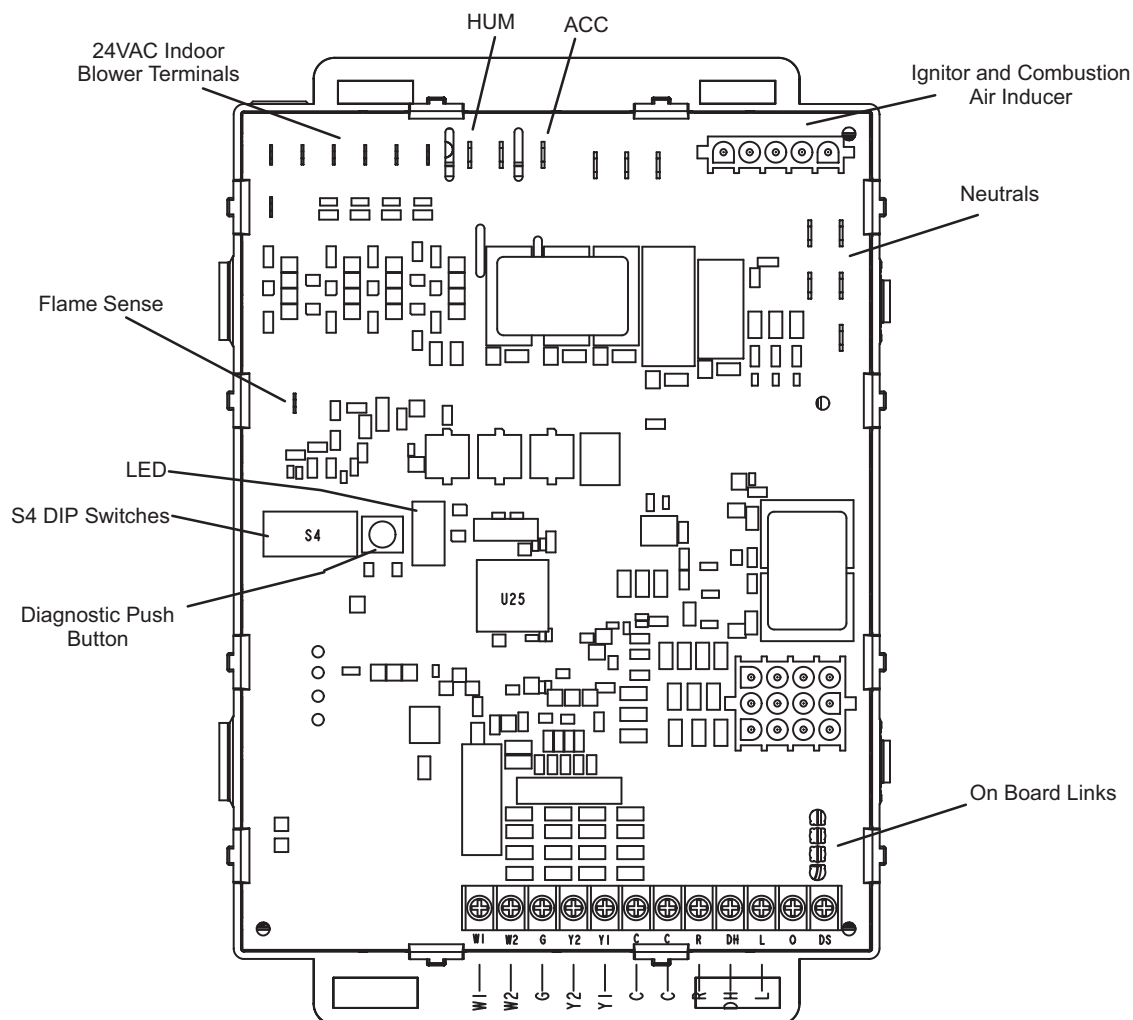 HUM
ACC
24VAC Indoor
Blower Terminals
Ignitor and Combustion
Air Inducer
Neutrals
Flame Sense
LED
S4 DIP Switches
S4
Diagnostic Push
Button
U25
On Board Links
W1 W2 G Y2 Y1 C C R DH L O DS
W1 W2 G Y2 Y1 C C R DH L